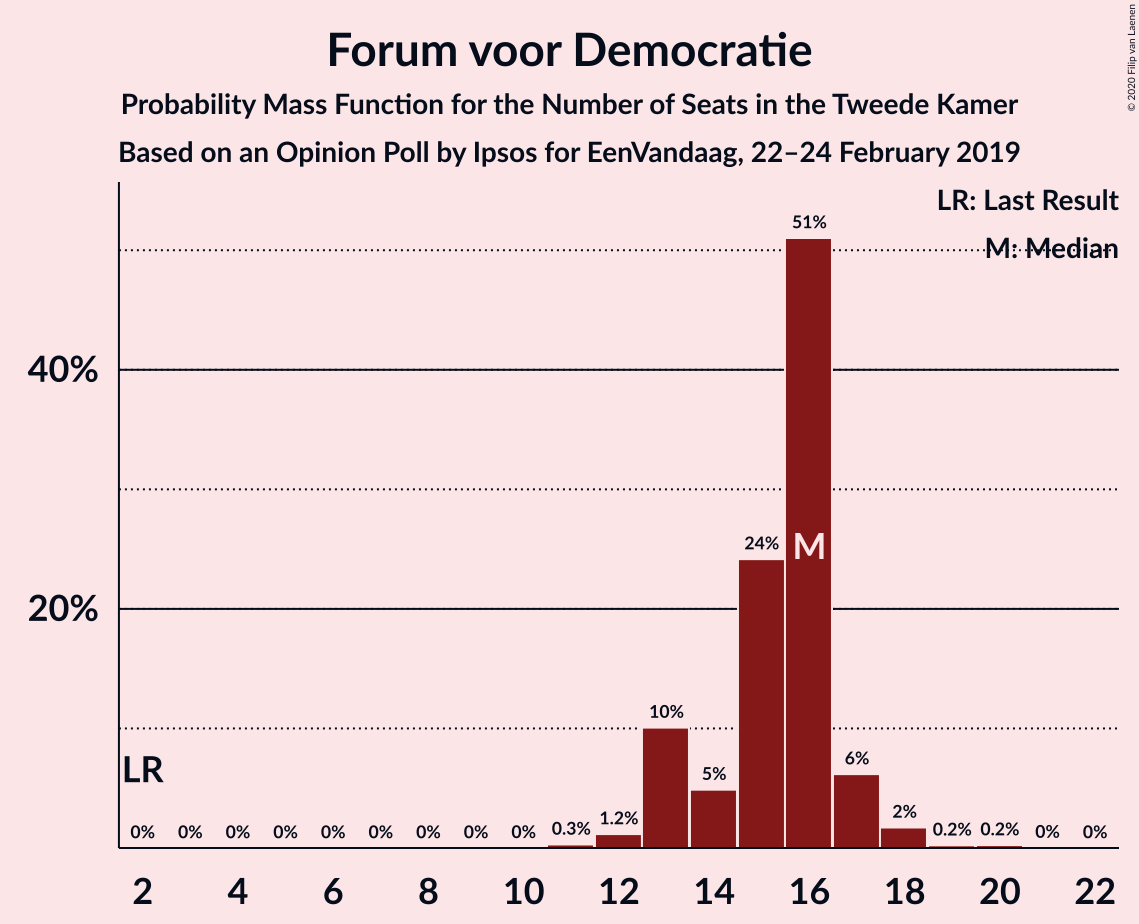 Forum voor Democratie
Probability Mass Function for the Number of Seats in the Tweede Kamer
Based on an Opinion Poll by Ipsos for EenVandaag, 22–24 February 2019
© 2020 Filip van Laenen
LR: Last Result
M: Median
51%
40%
24%
M
20%
10%
LR
5%
6%
0% 0% 0% 0% 0% 0% 0% 0% 0% 0.3% 1.2% 2% 0.2% 0.2% 0% 0%
2 4 6 8 10 12 14 16 18 20 22